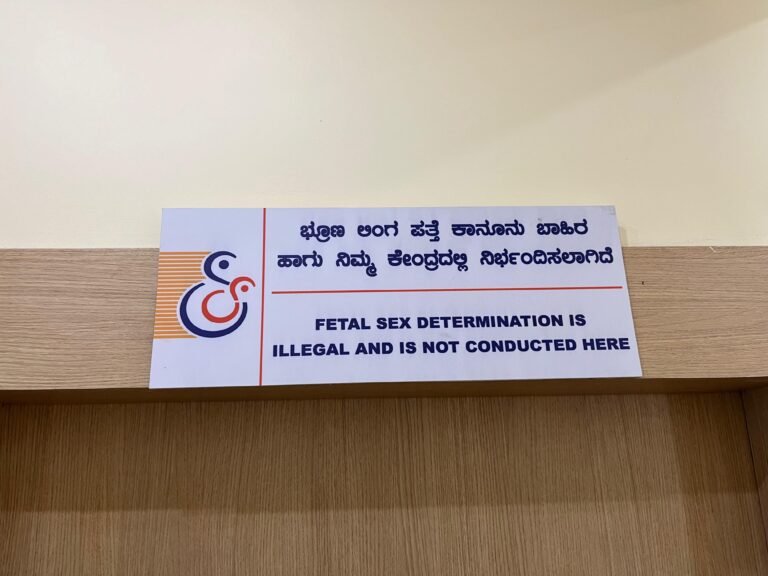 ಭ್ರೂಣ ಲಿಂಗ ಪತ್ತೆ ಕಾನೂನು ಬಾಹಿರ
ಹಾಗು ನಿಮ್ಮ ಕೇಂದ್ರದಲ್ಲಿ ನಿರ್ಭಂದಿಸಲಾಗಿದೆ
FETAL SEX DETERMINATION IS
ILLEGAL AND IS NOT CONDUCTED HERE